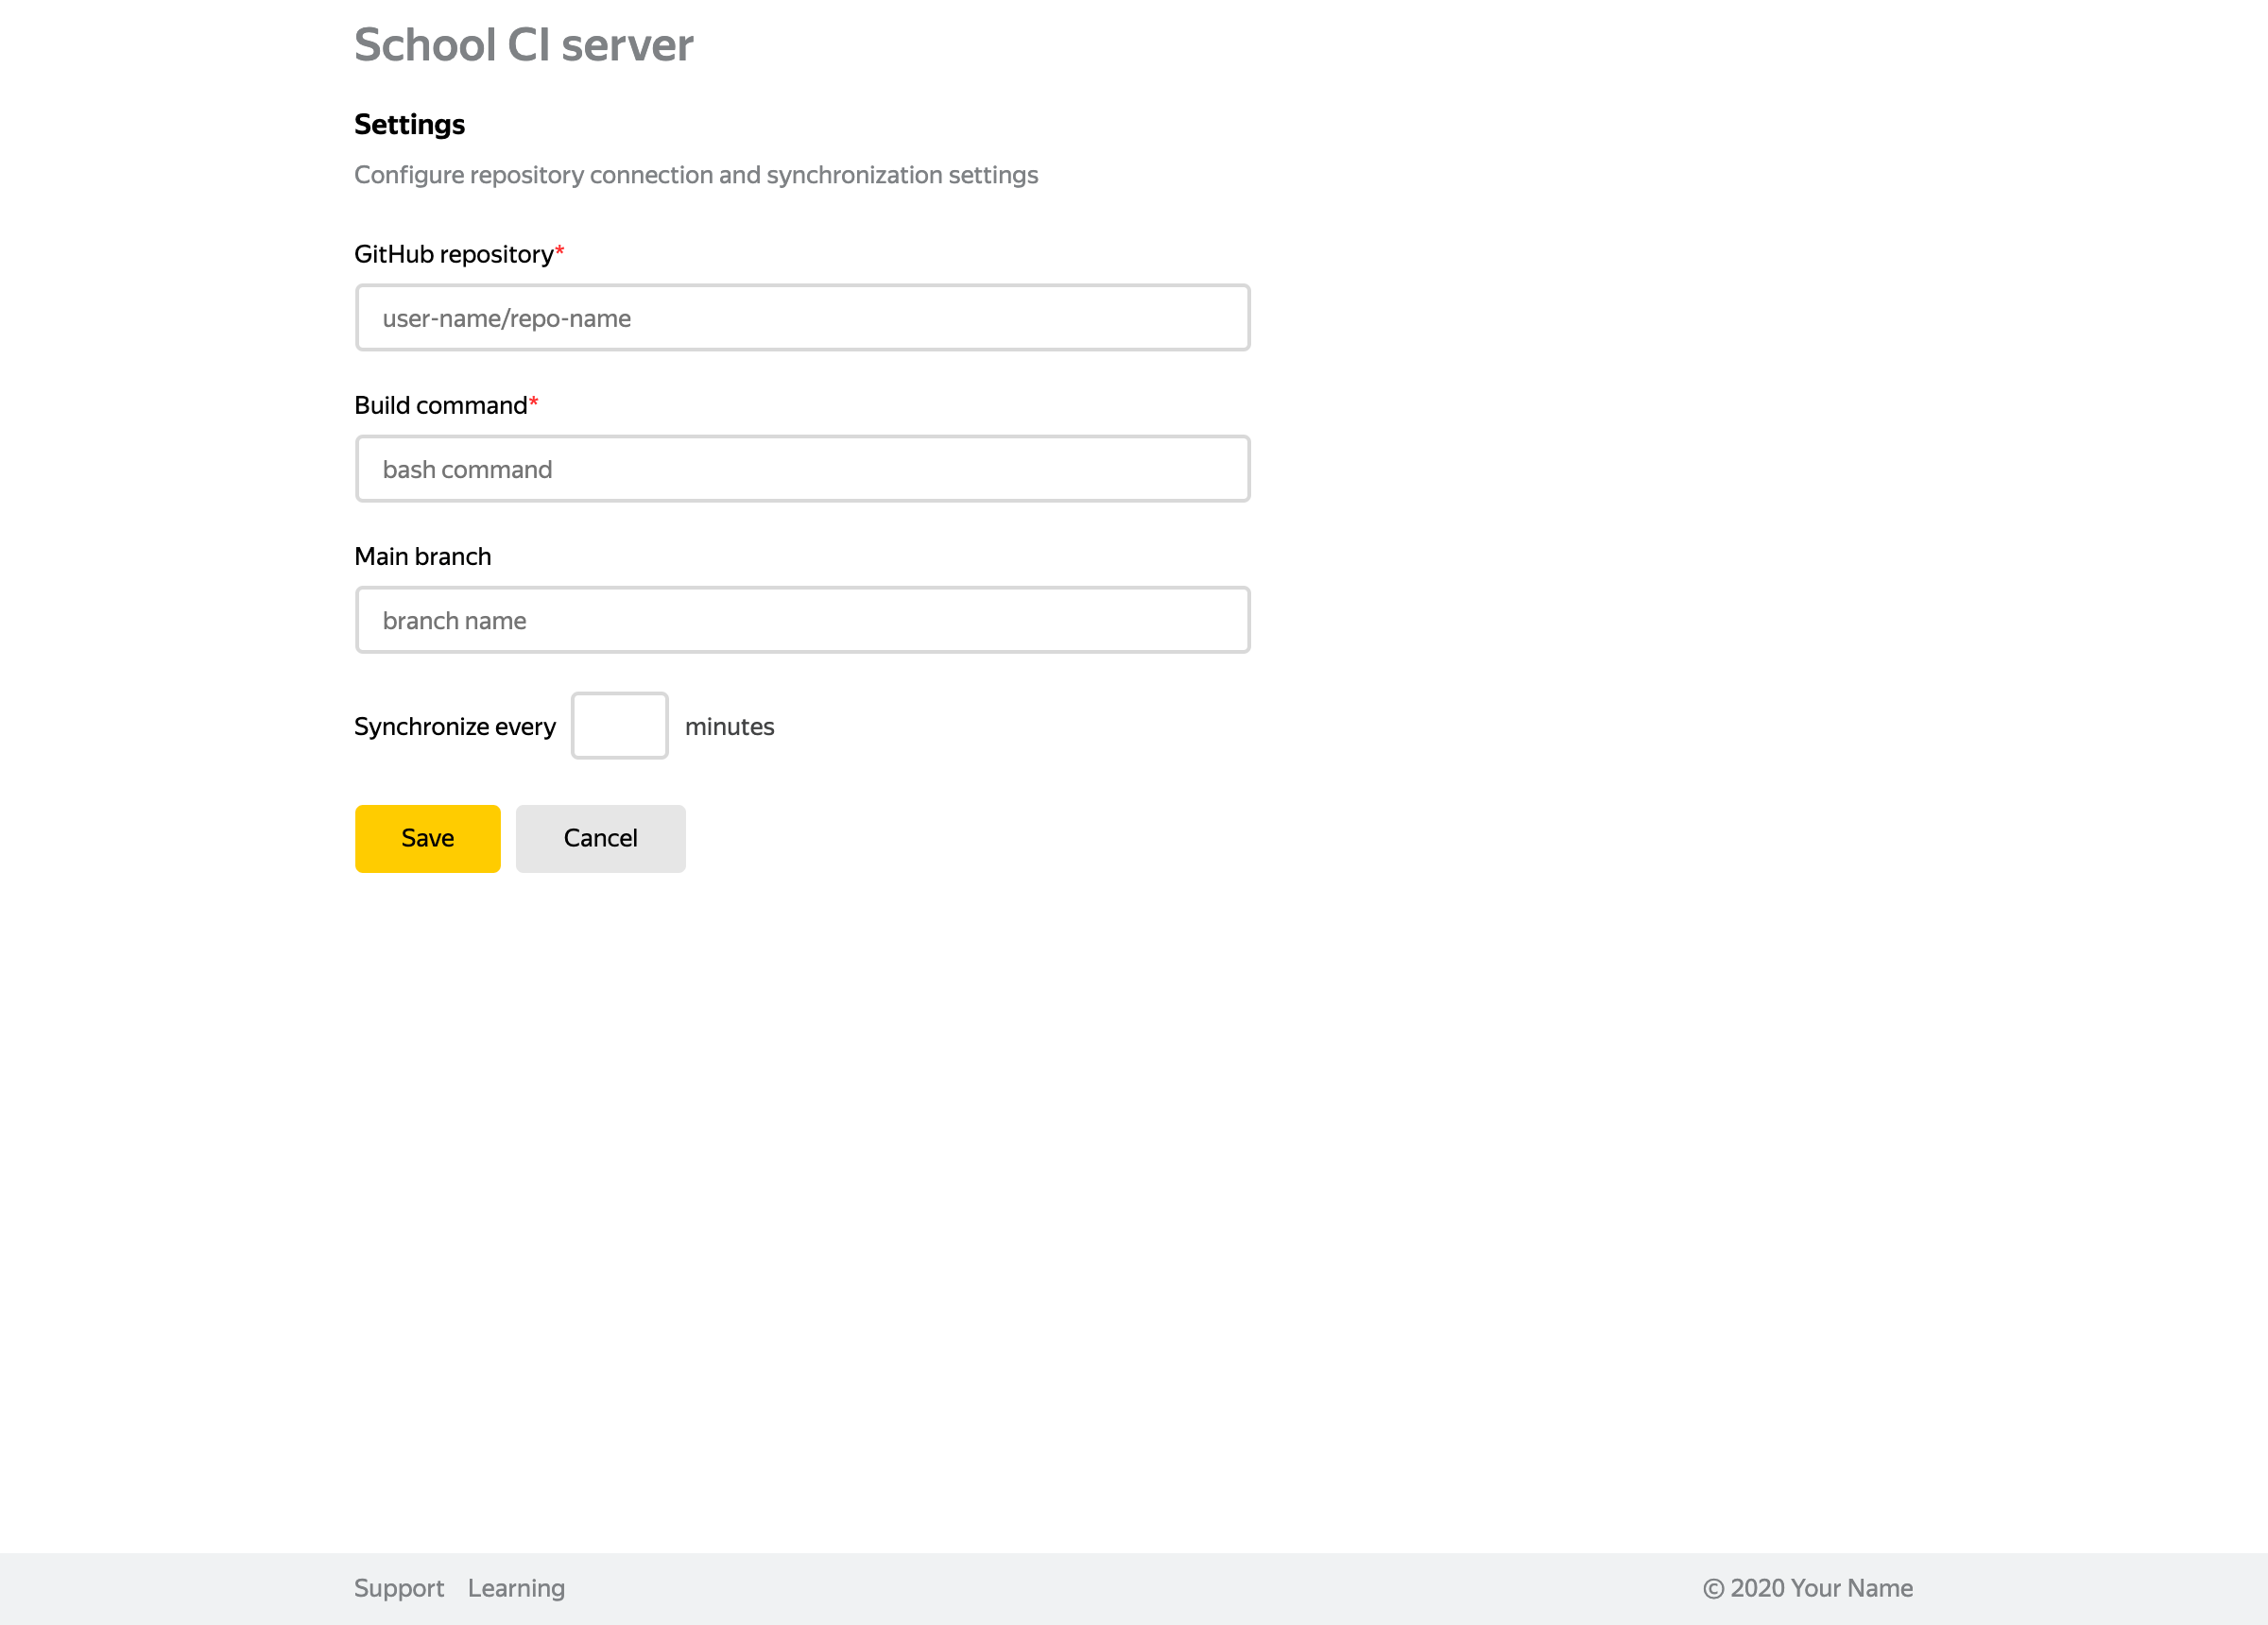 School CI server
Settings
Configure repository connection and synchronization settings
GitHub repository*
user-name/repo-name
Build command*
bash command
Main branch
branch name
Synchronize every minutes
Save Cancel
Support Learning © 2020 Your Name